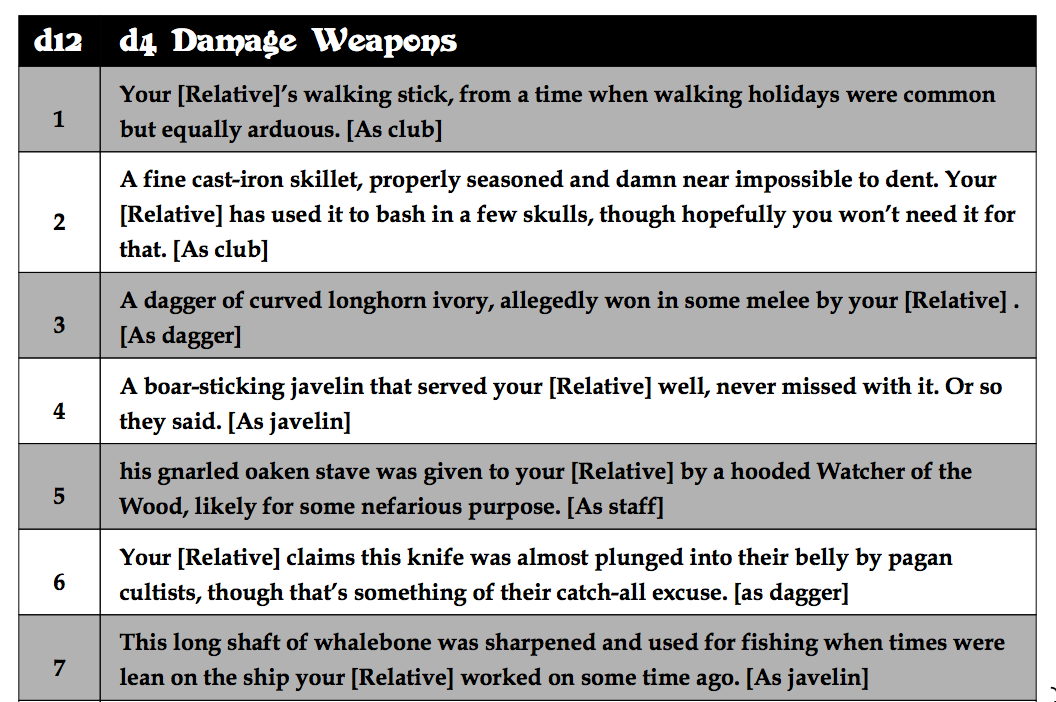 d12 d4 Damage Weapons
Your [Relative]’s walking stick, from a time when walking holidays were common
1
but equally arduous. [As club]
A fine cast-iron skillet, properly seasoned and damn near impossible to dent. Your
2
[Relative] has used it to bash in a few skulls, though hopefully you won’t need it for
that. [As club]
A dagger of curved longhorn ivory, allegedly won in some melee by your [Relative] .
3
[As dagger]
A boar-sticking javelin that served your [Relative] well, never missed with it. Or so
4
they said. [As javelin]
his gnarled oaken stave was given to your [Relative] by a hooded Watcher of the
5
Wood, likely for some nefarious purpose. [As staff]
Your [Relative] claims this knife was almost plunged into their belly by pagan
6
cultists, though that’s something of their catch-all excuse. [as dagger]
This long shaft of whalebone was sharpened and used for fishing when times were
7
lean on the ship your [Relative] worked on some time ago. [As javelin]